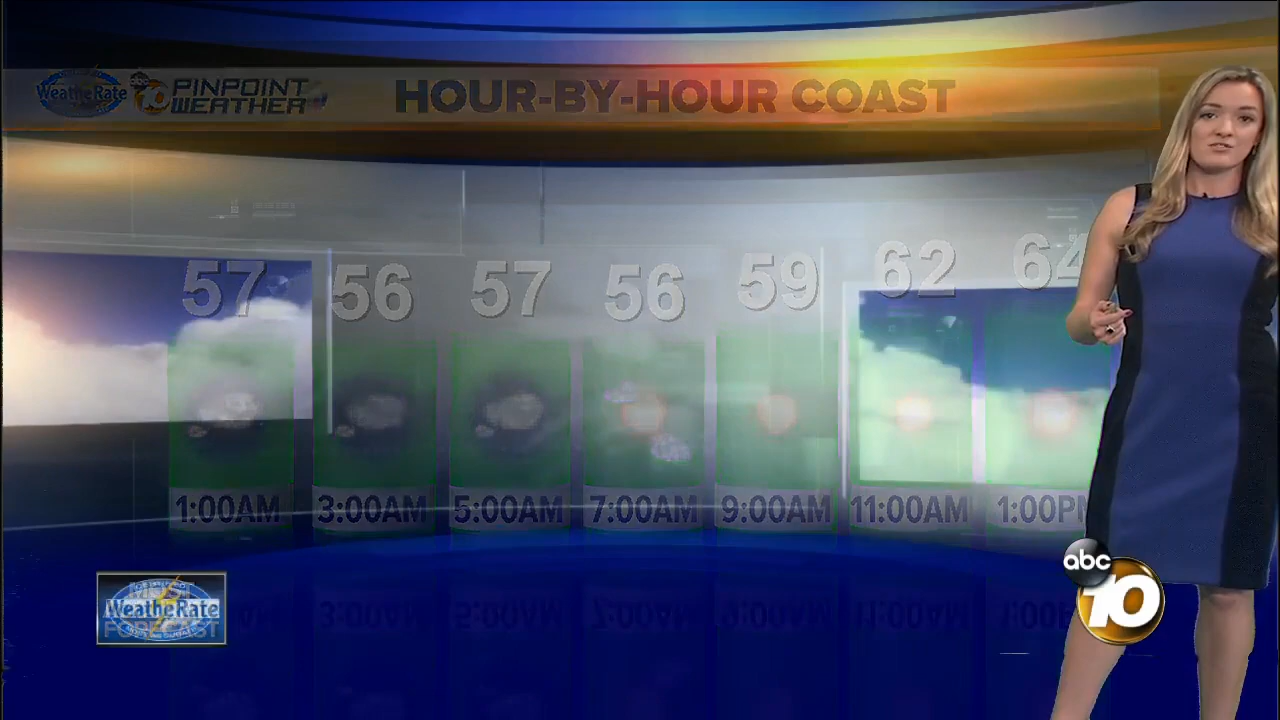 WeatheRate
abc 10 PINPOINT WEATHER
HOUR-BY-HOUR COAST
57 56 57 56 59 62 64
1:00AM 3:00AM 5:00AM 7:00AM 9:00AM 11:00AM 1:00PM
WeatheRate
FORECAST
abc
10